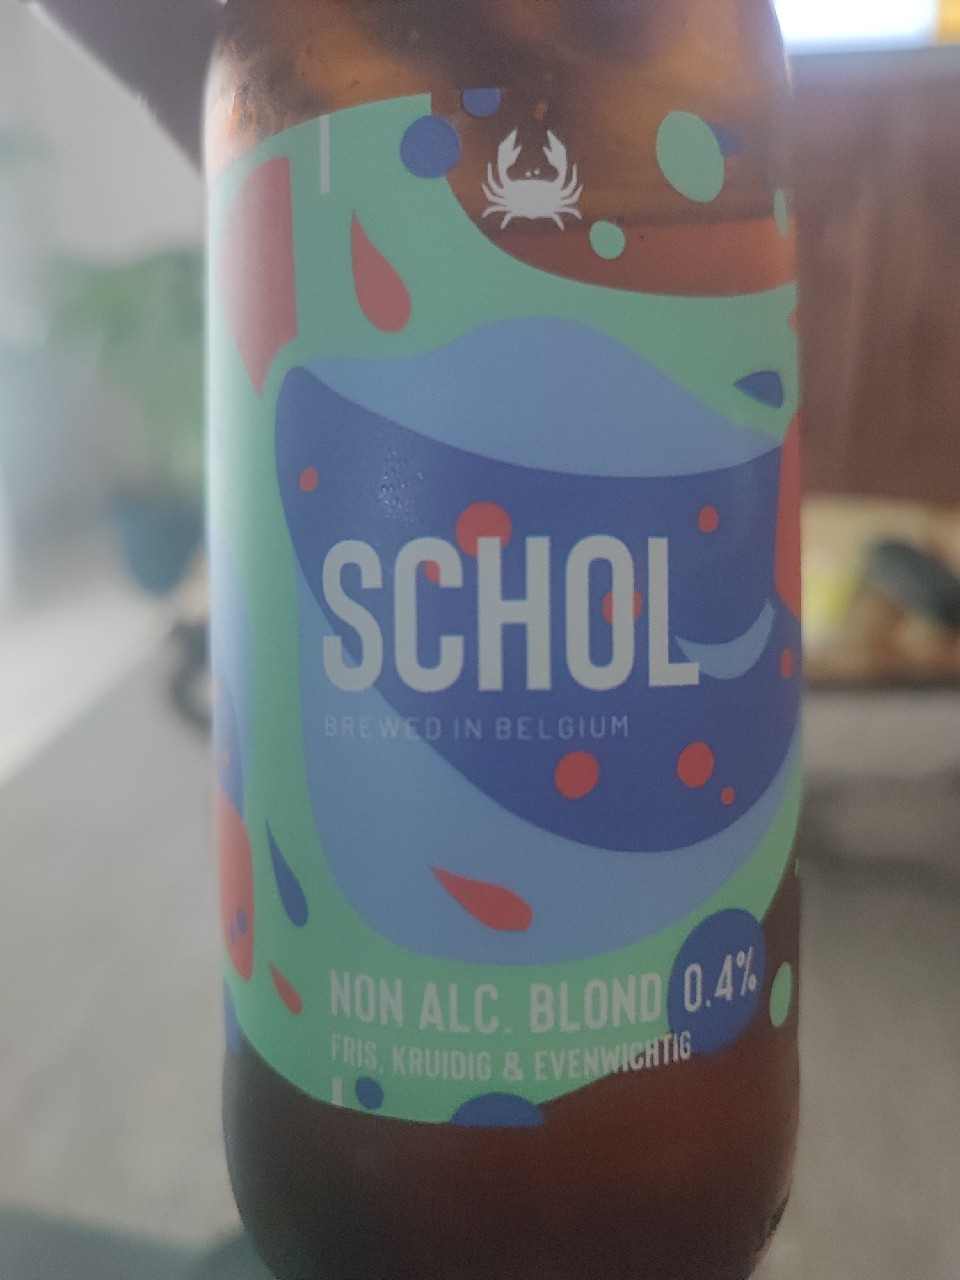 SCHOL
BREWED IN BELGIUM
NON ALC. BLOND 0.4%
FRIS, KRUIDIG & EVENWICHTIG